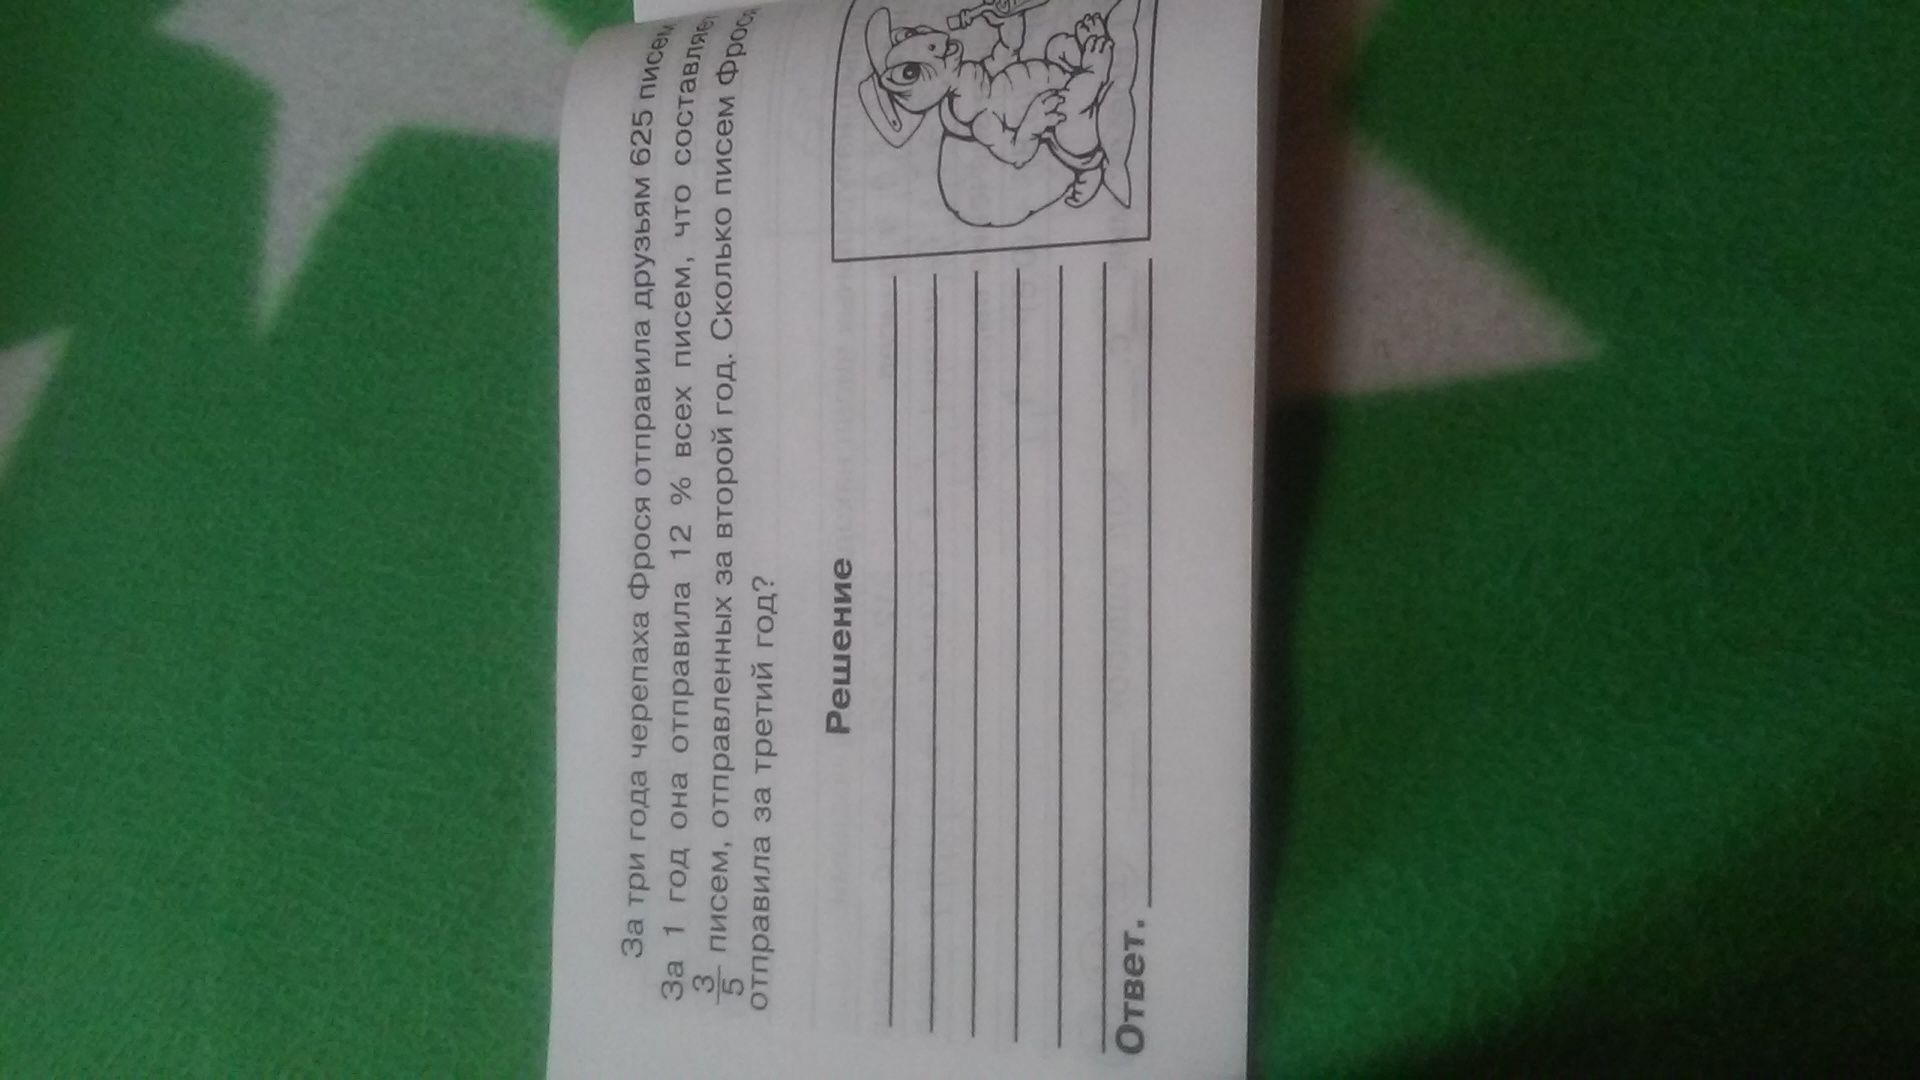 За три года черепаха Фрося отправила друзьям 625 писем
За 1 год она отправила 12 % всех писем, что составляет
3/5 писем, отправленных за второй год. Сколько писем Фрося
отправила за третий год?
Решение
Ответ.